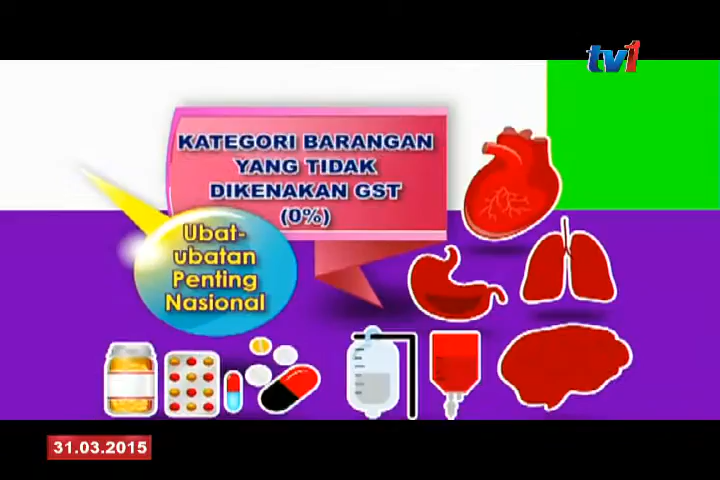 tv1
KATEGORI BARANGAN
YANG TIDAK
DIKENAKAN GST
(0%)
Ubat-
ubatan
Penting
Nasional
31.03.2015